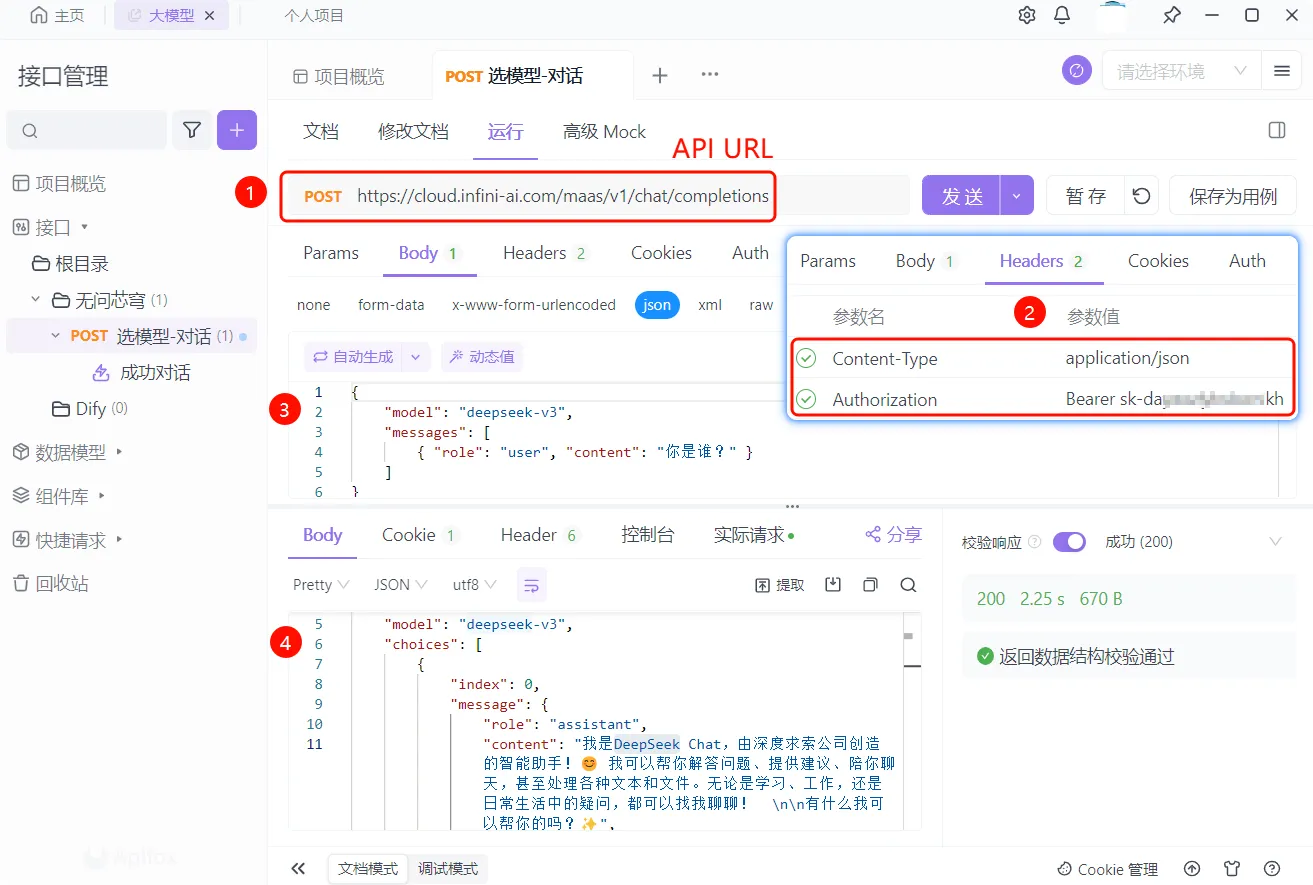 主页
大模型
个人项目
接口管理
项目概览
POST 选模型-对话
请选择环境
文档
修改文档
运行
高级 Mock
API URL
项目概览
1
POST https://cloud.infini-ai.com/maas/v1/chat/completions
发送
暂存
保存为用例
接口
根目录
无问芯穹 (1)
POST 选模型-对话 (1)
成功对话
Dify (0)
数据模型
组件库
快捷请求
回收站
Params
Body 1
Headers 2
Cookies
Auth
none
form-data
x-www-form-urlencoded
json
xml
raw
自动生成
动态值
Params
Body 1
Headers 2
Cookies
Auth
参数名
2
参数值
Content-Type
application/json
Authorization
Bearer sk-da
kh
3
1 {
2 "model": "deepseek-v3",
3 "messages": [
4 { "role": "user", "content": "你是谁？" }
5 ]
6 }
Body
Cookie 1
Header 6
控制台
实际请求
分享
Pretty
JSON
utf8
提取
4
5 "model": "deepseek-v3",
6 "choices": [
7 {
8 "index": 0,
9 "message": {
10 "role": "assistant",
11 "content": "我是DeepSeek Chat，由深度求索公司创造
的智能助手！😊 我可以帮你解答问题、提供建议、陪你聊
天，甚至处理各种文本和文件。无论是学习、工作，还是
日常生活中的疑问，都可以找我聊聊！ \n\n有什么我可
以帮你的吗？✨",
校验响应
成功 (200)
200 2.25 s 670 B
返回数据结构校验通过
Apifox
文档模式
调试模式
Cookie 管理